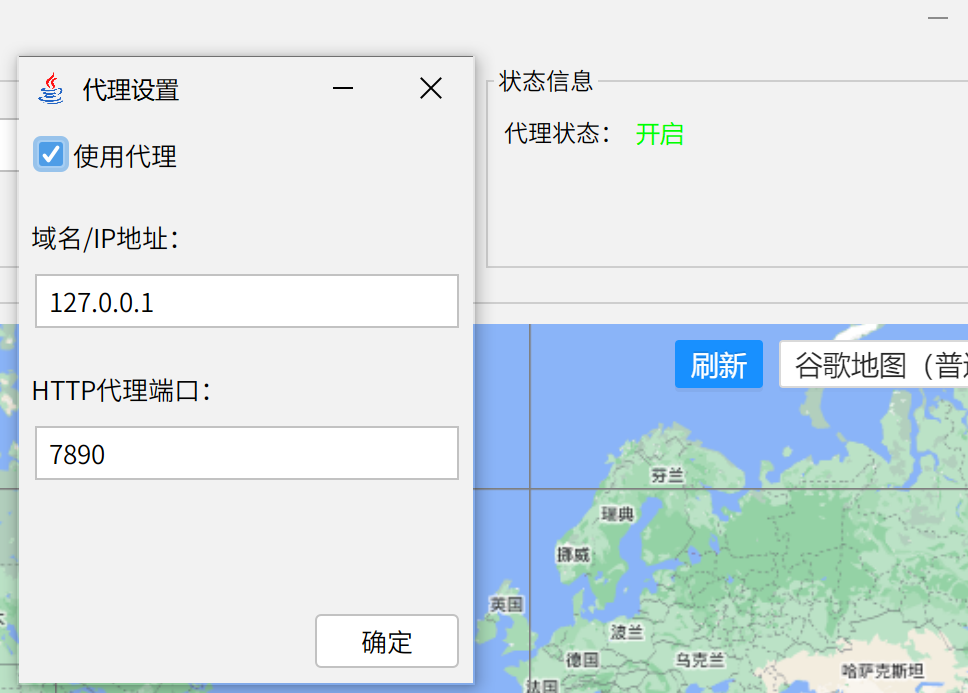 代理设置
使用代理
域名/IP地址：
127.0.0.1
HTTP代理端口：
7890
确定
状态信息
代理状态： 开启
刷新
谷歌地图（普
芬兰
瑞典
挪威
英国
波兰
德国
乌克兰
哈萨克斯坦
法国